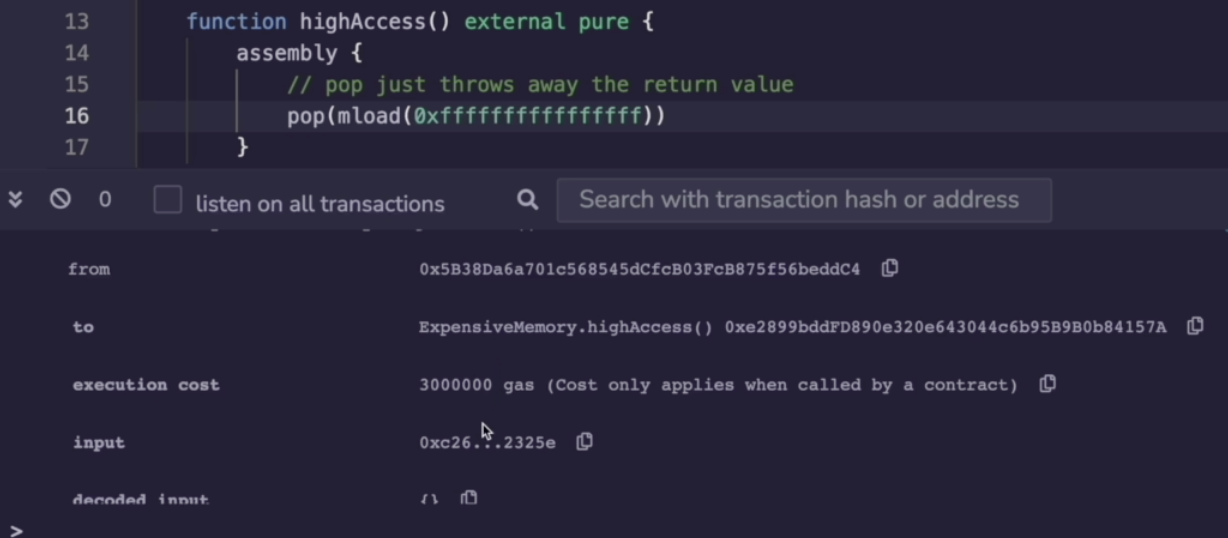 13 function highAccess() external pure {
14 assembly {
15 // pop just throws away the return value
16 pop(mload(0xffffffffffffffff))
17 }
0 listen on all transactions Search with transaction hash or address
from 0x5B38Da6a701c568545dCfcB03FcB875f56beddC4
to ExpensiveMemory.highAccess() 0xe2899bddFD890e320e643044c6b95B9B0b84157A
execution cost 3000000 gas (Cost only applies when called by a contract)
input 0xc26...2325e
decoded input {}
>